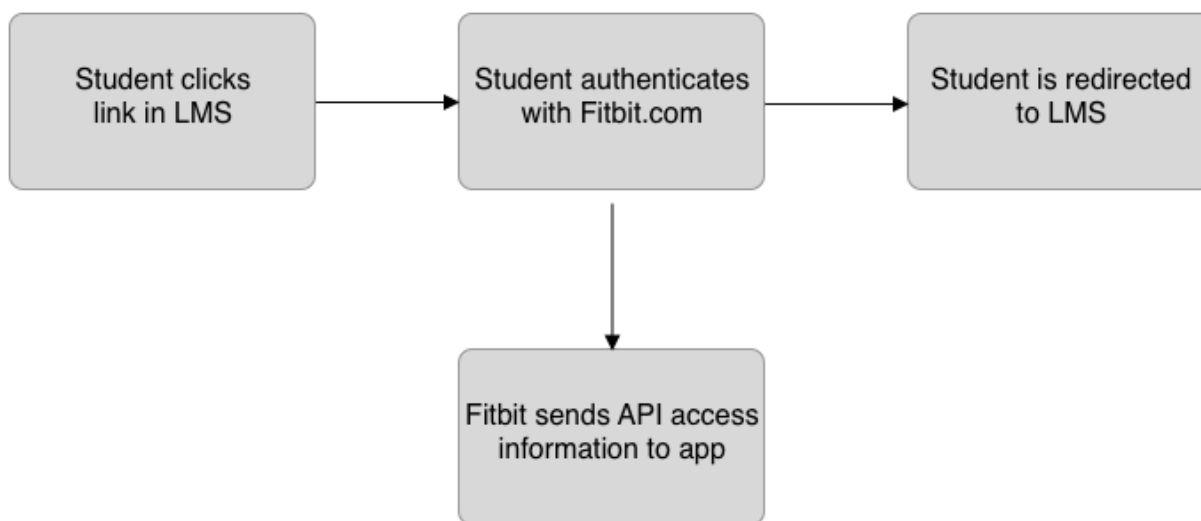 Student clicks
link in LMS
Student authenticates
with Fitbit.com
Student is redirected
to LMS
Fitbit sends API access
information to app